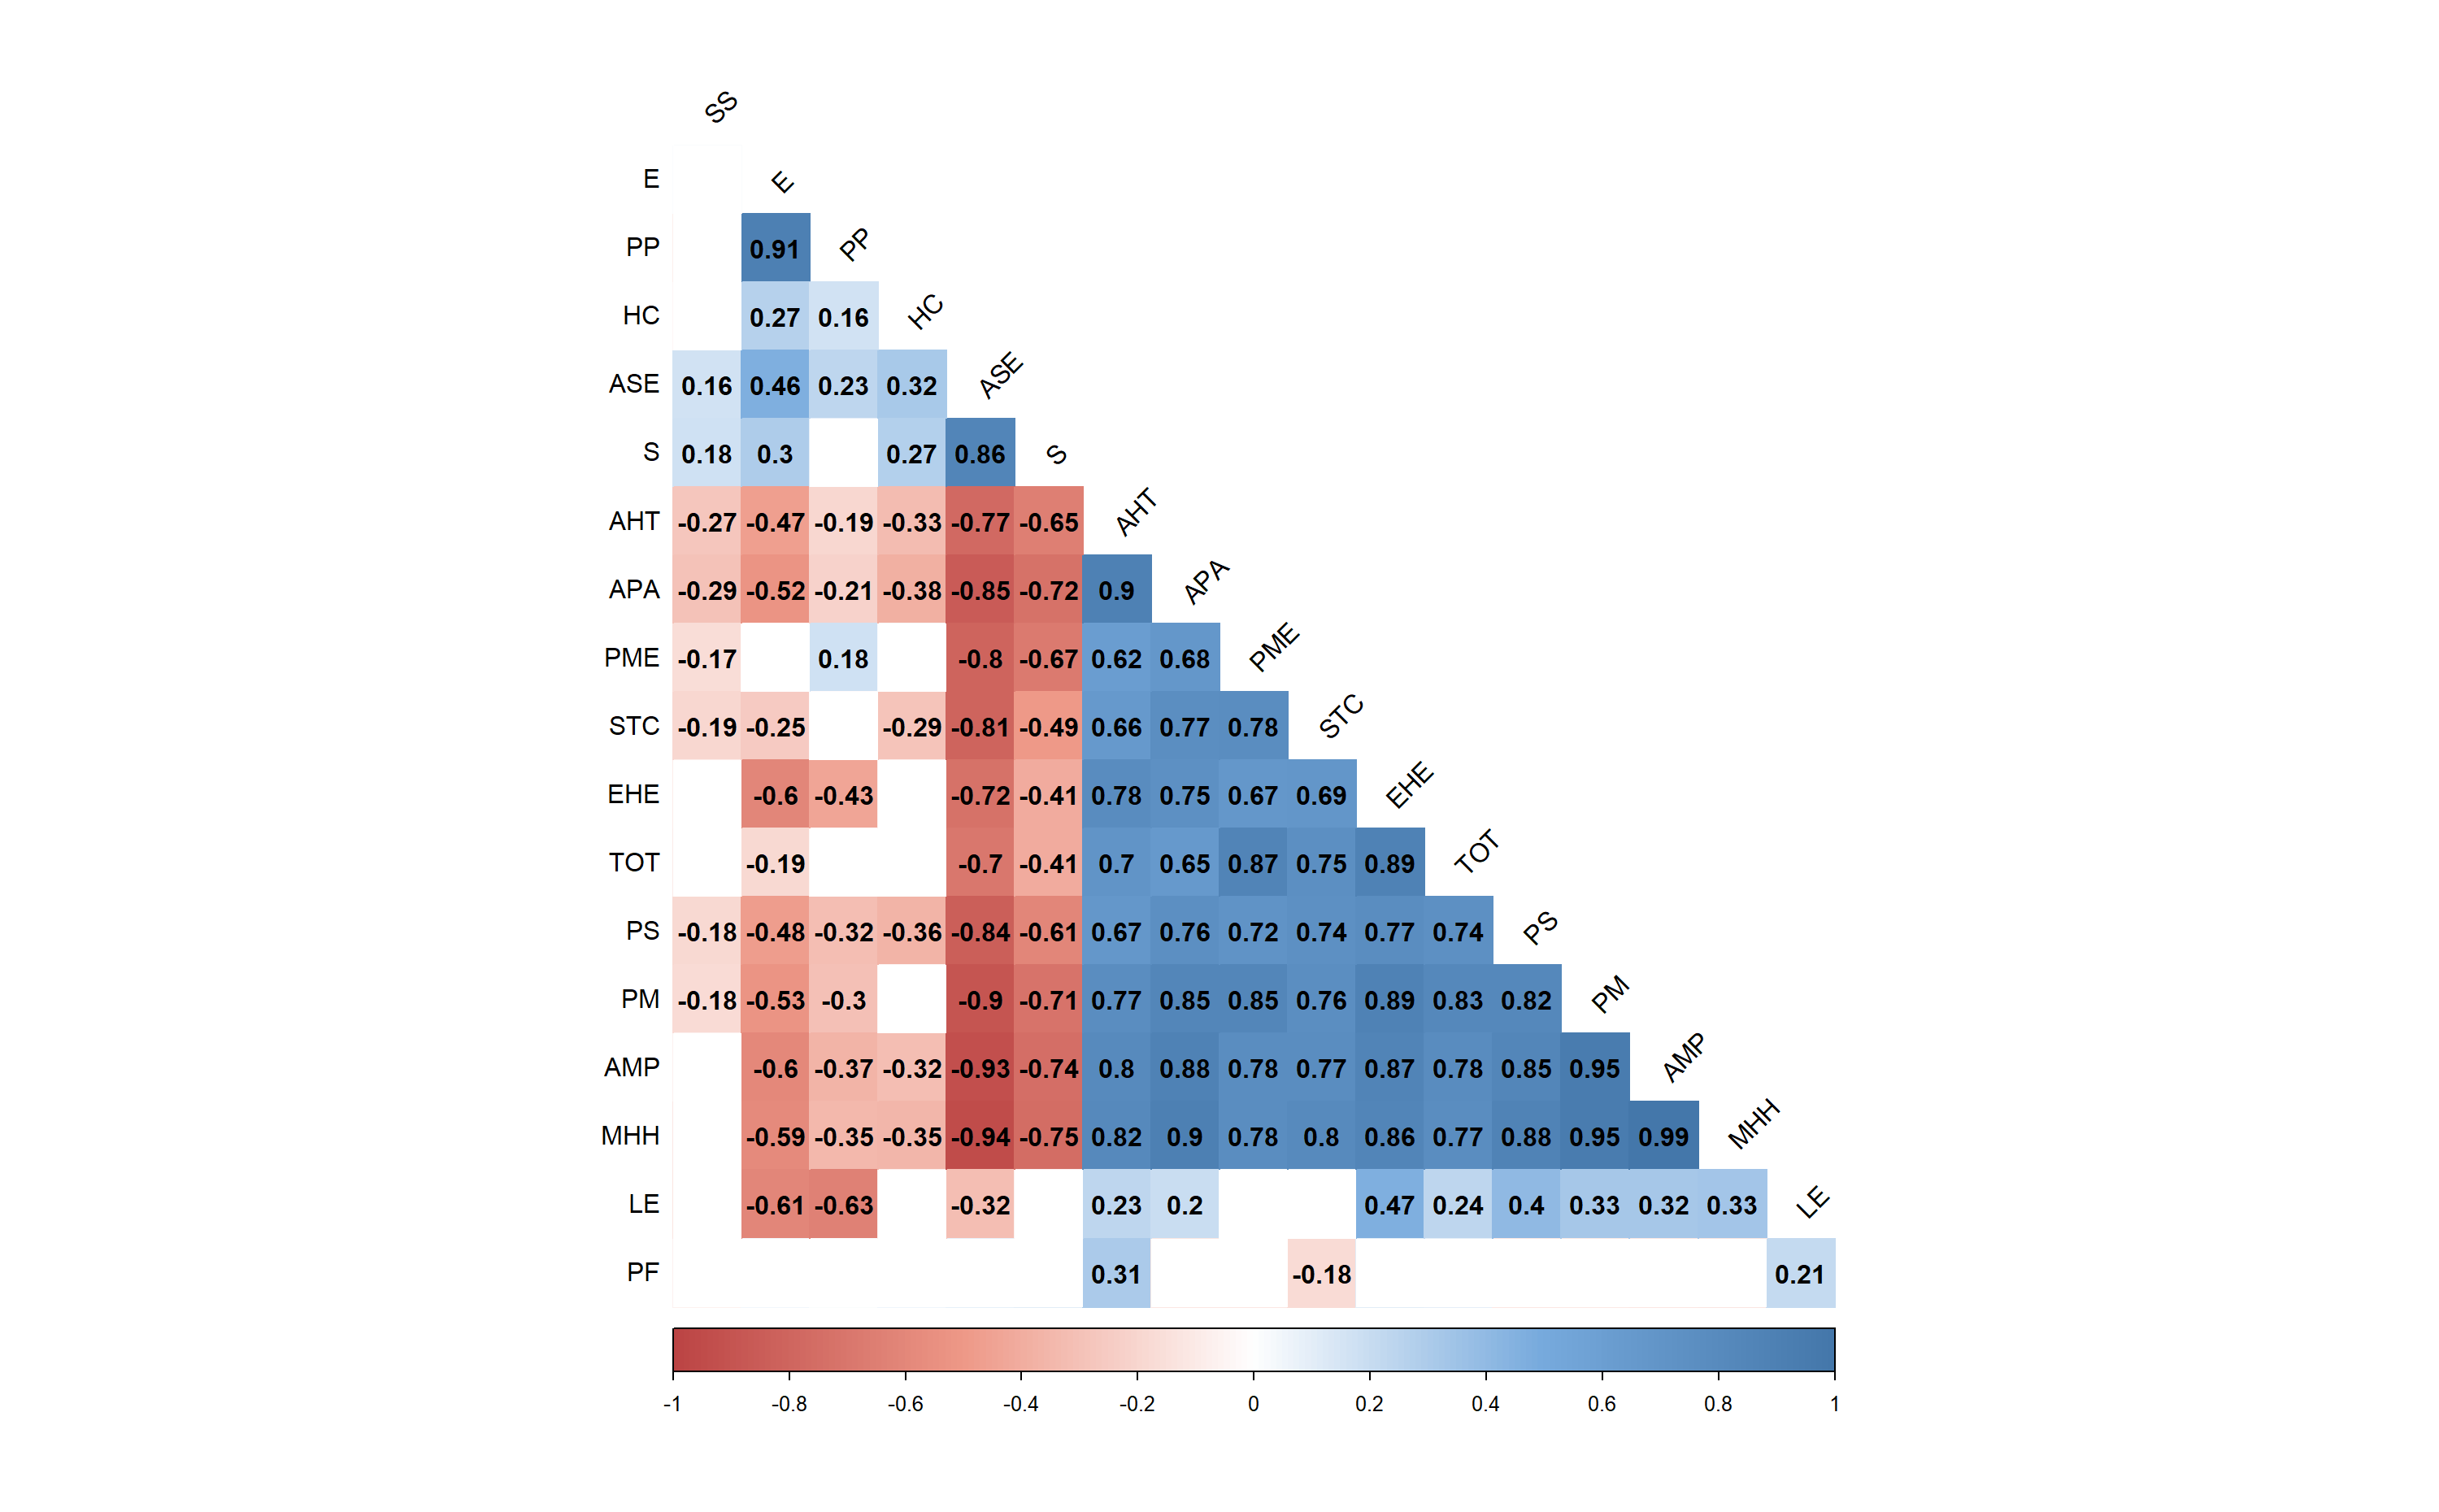 SS
E E
PP 0.91 PP
HC 0.27 0.16 HC
ASE 0.16 0.46 0.23 0.32 ASE
S 0.18 0.3 0.27 0.86 S
AHT -0.27 -0.47 -0.19 -0.33 -0.77 -0.65 AHT
APA -0.29 -0.52 -0.21 -0.38 -0.85 -0.72 0.9 APA
PME -0.17 0.18 -0.8 -0.67 0.62 0.68 PME
STC -0.19 -0.25 -0.29 -0.81 -0.49 0.66 0.77 0.78 STC
EHE -0.6 -0.43 -0.72 -0.41 0.78 0.75 0.67 0.69 EHE
TOT -0.19 -0.7 -0.41 0.7 0.65 0.87 0.75 0.89 TOT
PS -0.18 -0.48 -0.32 -0.36 -0.84 -0.61 0.67 0.76 0.72 0.74 0.77 0.74 PS
PM -0.18 -0.53 -0.3 -0.9 -0.71 0.77 0.85 0.85 0.76 0.89 0.83 0.82 PM
AMP -0.6 -0.37 -0.32 -0.93 -0.74 0.8 0.88 0.78 0.77 0.87 0.78 0.85 0.95 AMP
MHH -0.59 -0.35 -0.35 -0.94 -0.75 0.82 0.9 0.78 0.8 0.86 0.77 0.88 0.95 0.99 MHH
LE -0.61 -0.63 -0.32 0.23 0.2 0.47 0.24 0.4 0.33 0.32 0.33 LE
PF 0.31 -0.18 0.21
-1 -0.8 -0.6 -0.4 -0.2 0 0.2 0.4 0.6 0.8 1